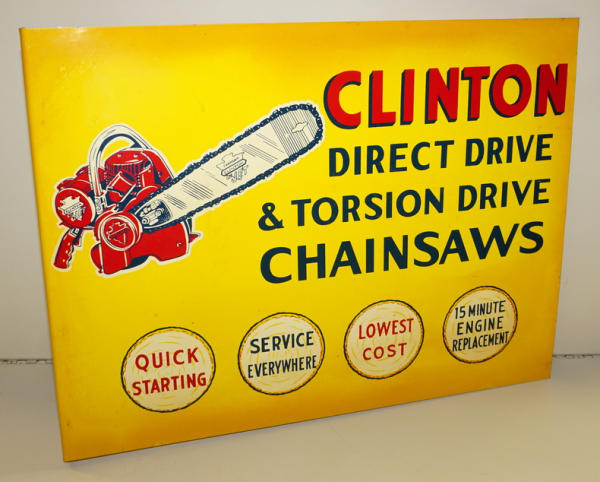 CLINTON
DIRECT DRIVE
& TORSION DRIVE
CHAINSAWS
QUICK
STARTING
SERVICE
EVERYWHERE
LOWEST
COST
15 MINUTE
ENGINE
REPLACEMENT